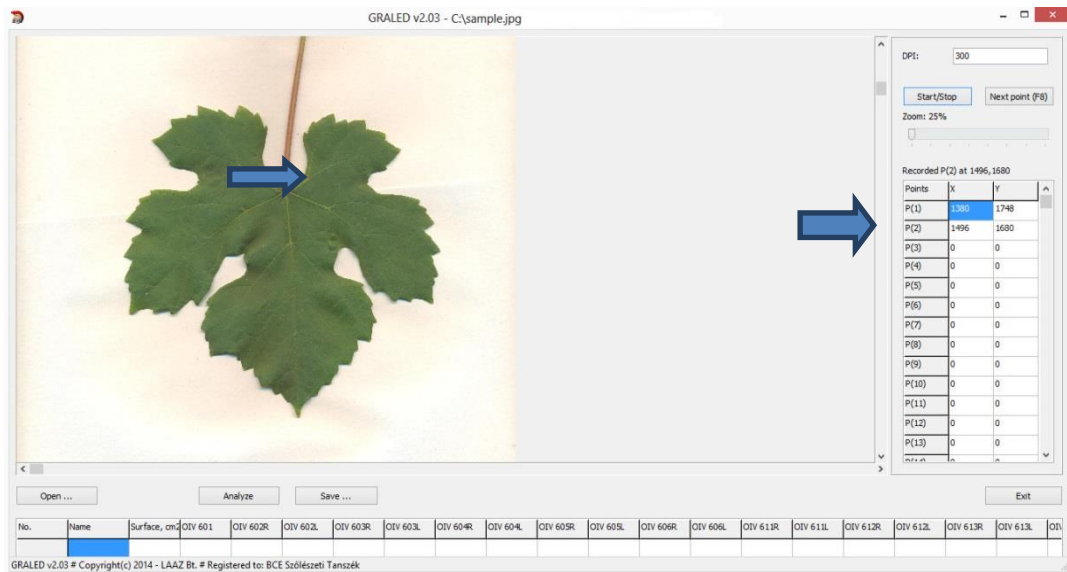 GRALED v2.03 - C:\sample.jpg
DPI: 300
Start/Stop Next point (F8)
Zoom: 25%
Recorded P(2) at 1496,1680
Points X Y
P(1) 1380 1748
P(2) 1496 1680
P(3) 0 0
P(4) 0 0
P(5) 0 0
P(6) 0 0
P(7) 0 0
P(8) 0 0
P(9) 0 0
P(10) 0 0
P(11) 0 0
P(12) 0 0
P(13) 0 0
Open ... Analyze Save ... Exit
No. Name Surface, cm2 OIV 601 OIV 602R OIV 602L OIV 603R OIV 603L OIV 604R OIV 604L OIV 605R OIV 605L OIV 606R OIV 606L OIV 611R OIV 611L OIV 612R OIV 612L OIV 613R OIV 613L
GRALED v2.03 # Copyright(c) 2014 - LAAZ Bt. # Registered to: BCE Szőlészeti Tanszék